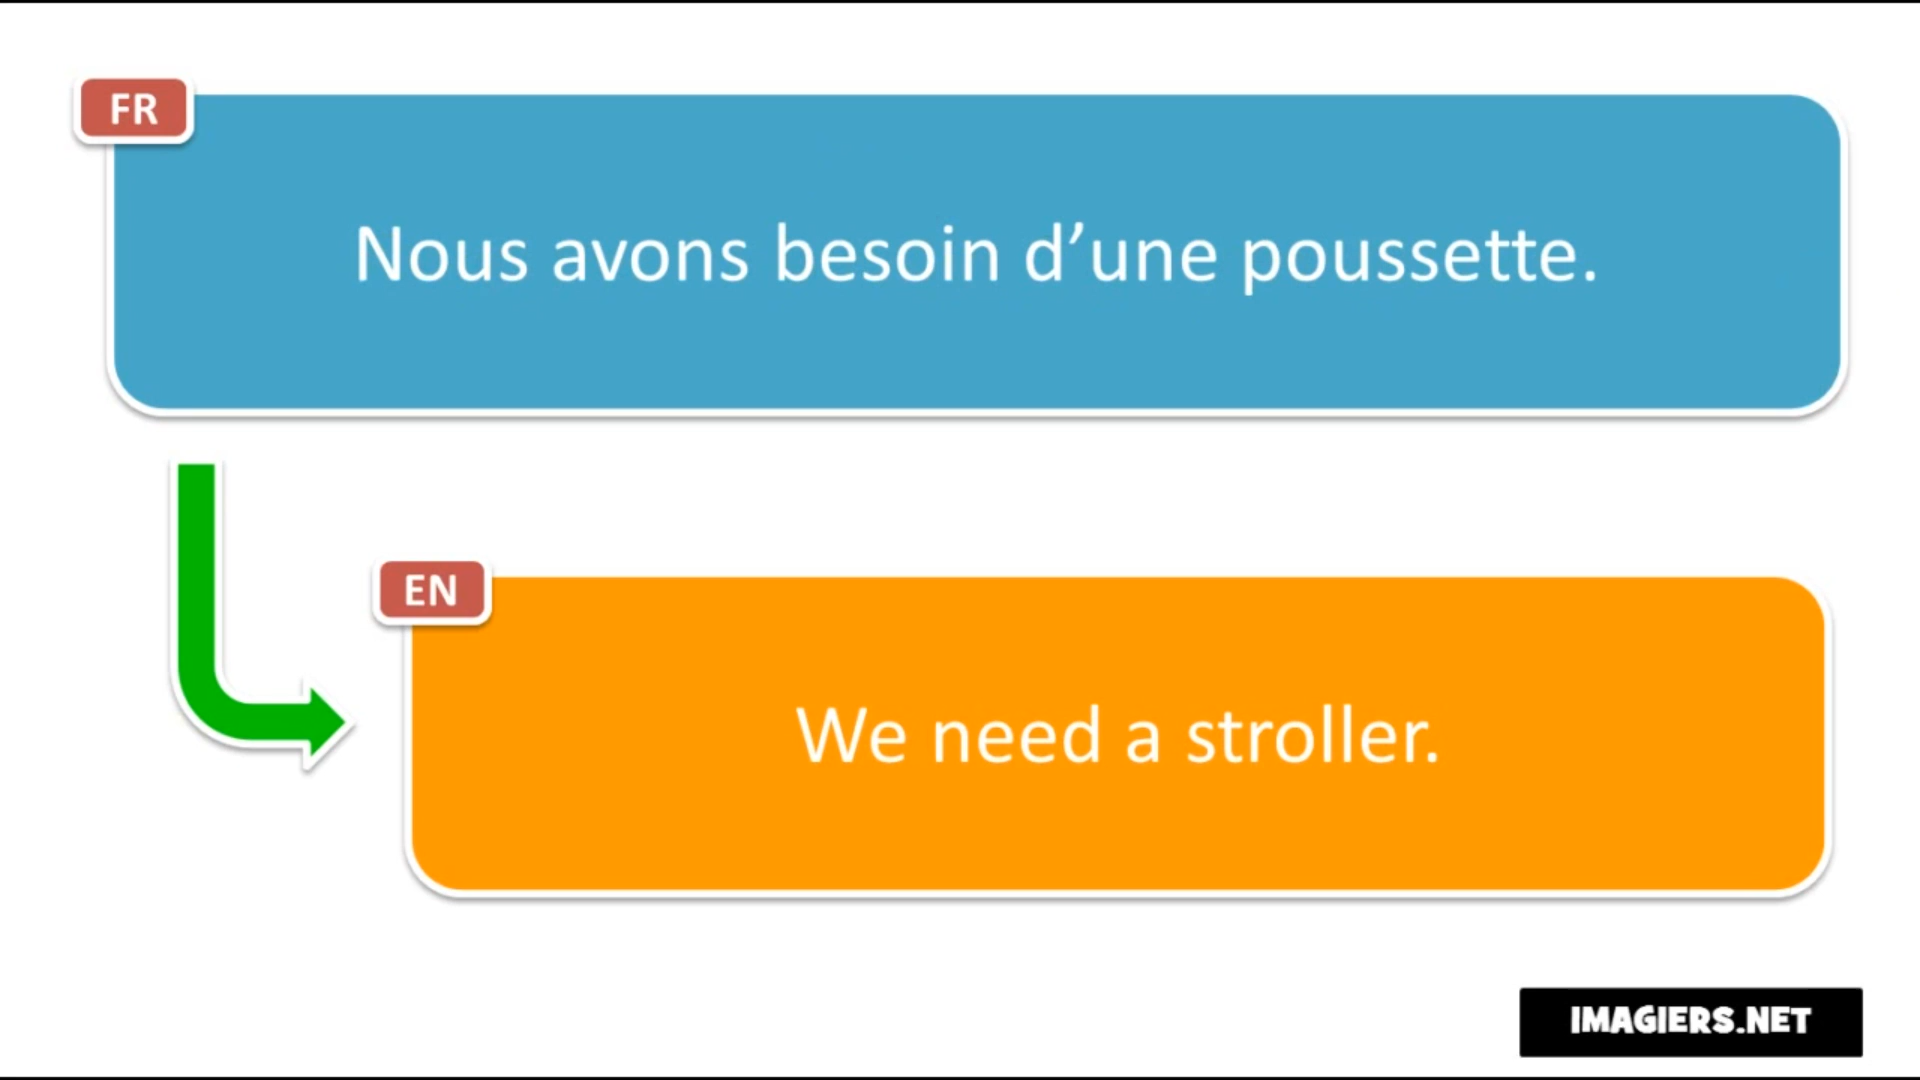 FR
Nous avons besoin d’une poussette.
EN
We need a stroller.
IMAGIERS.NET